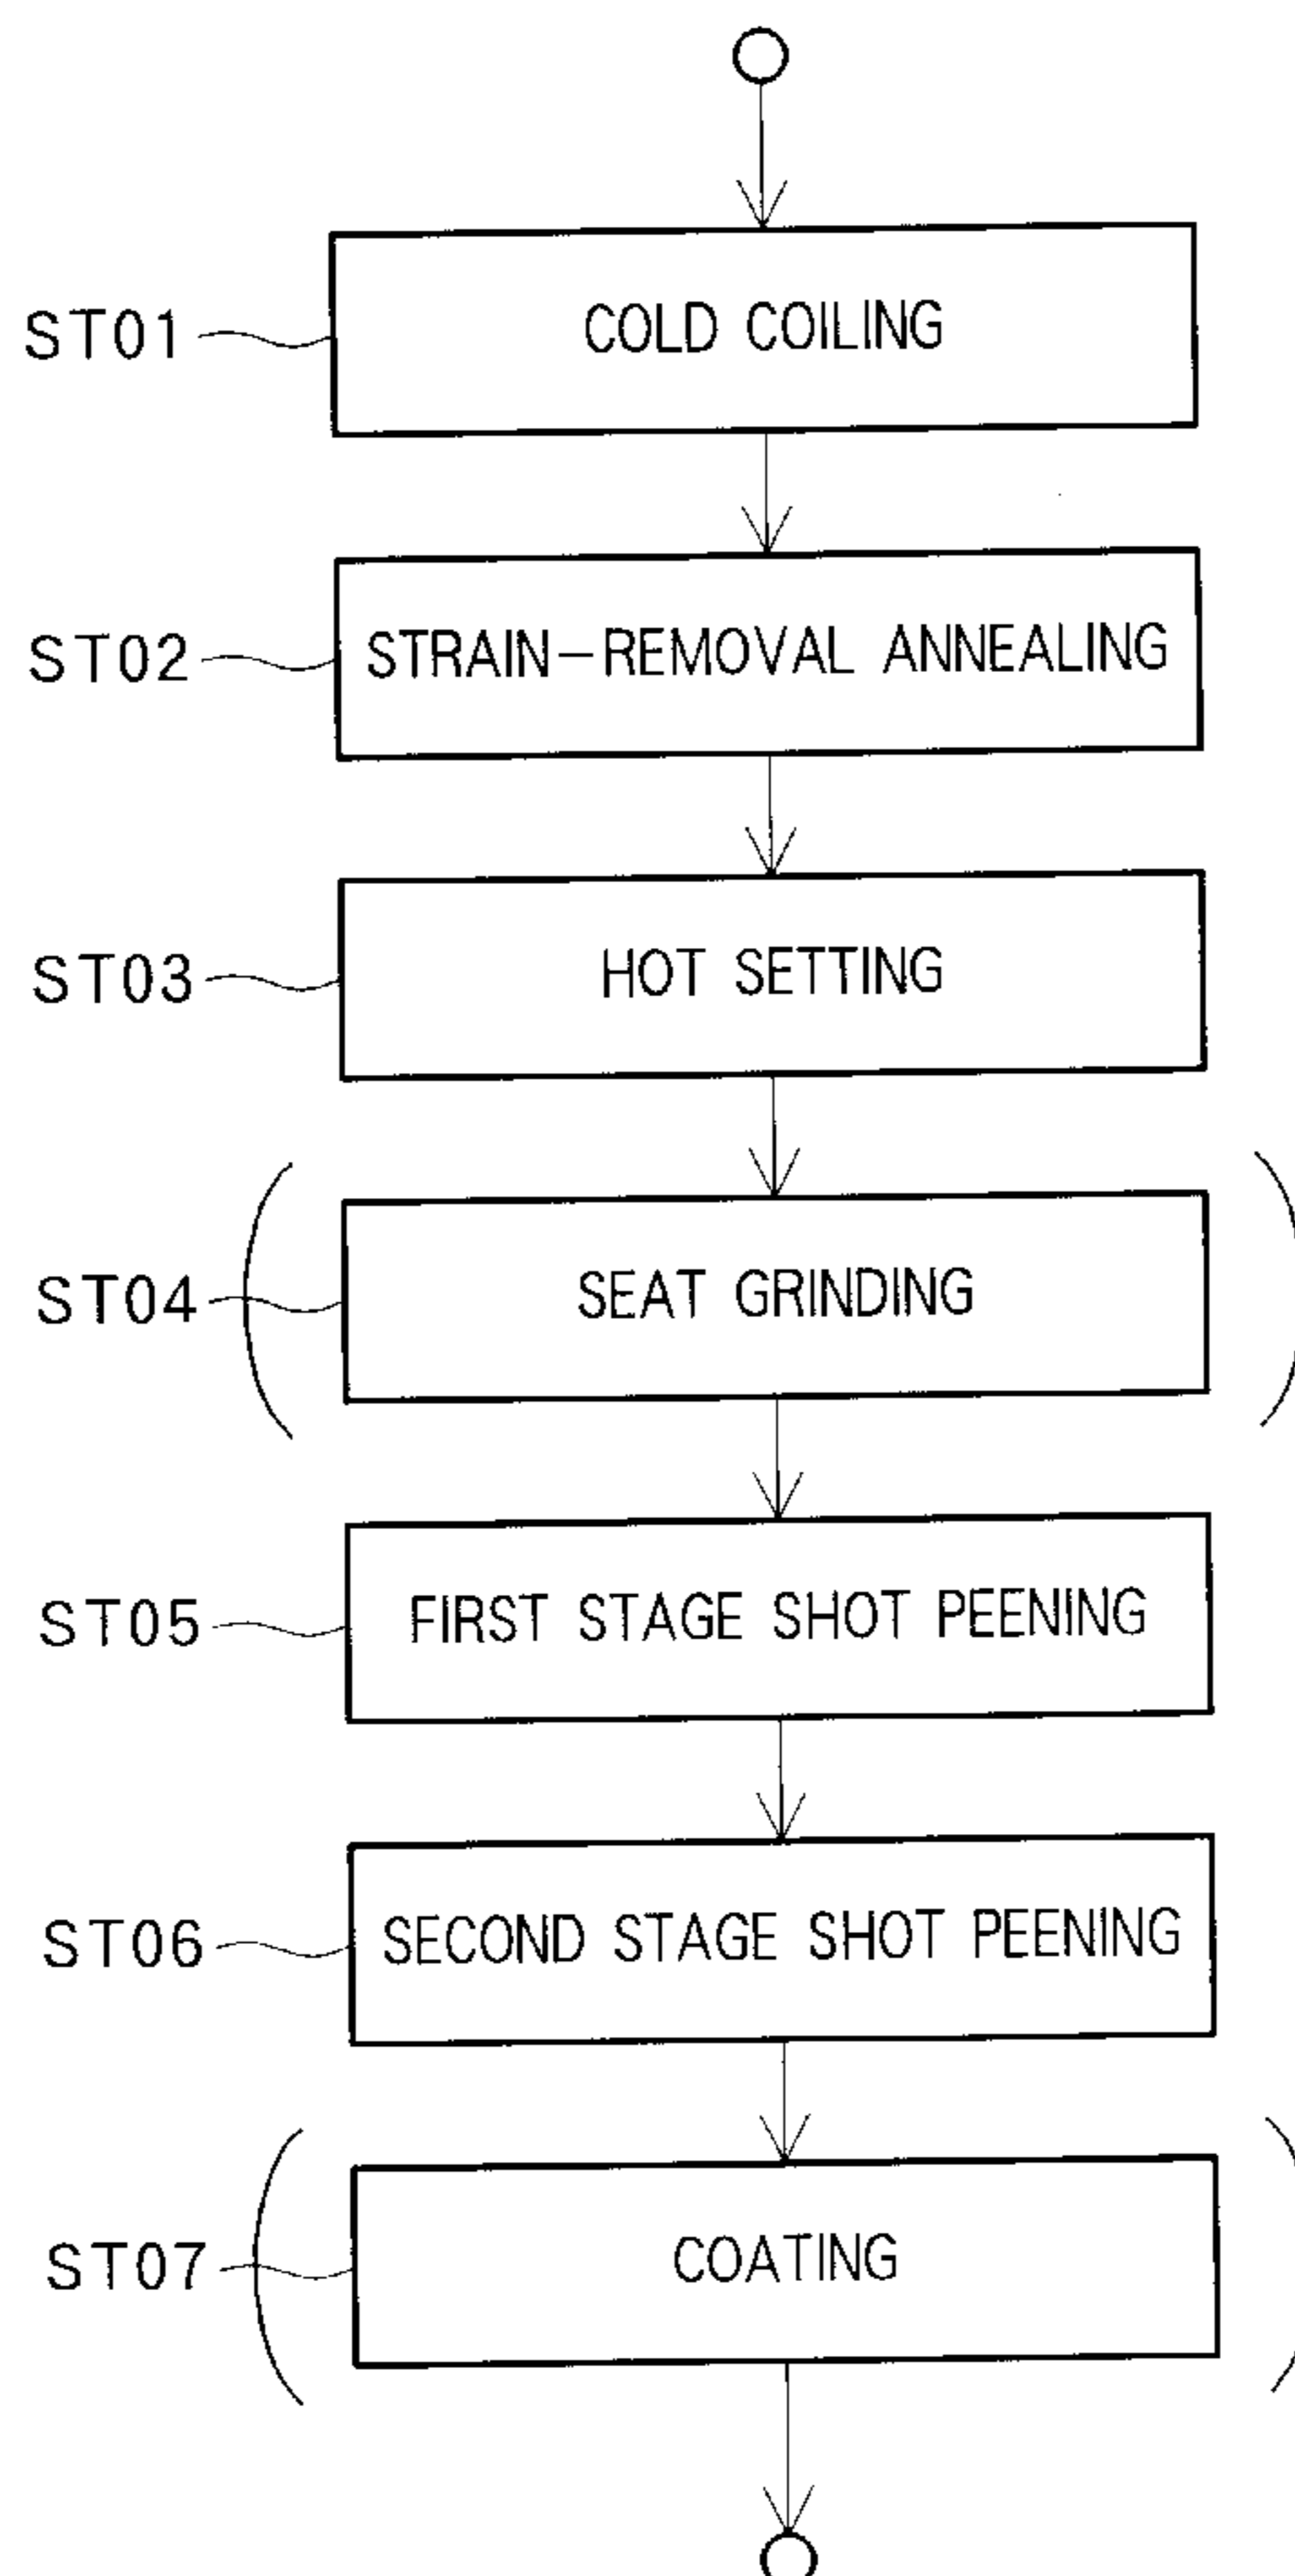 ST01 COLD COILING
ST02 STRAIN-REMOVAL ANNEALING
ST03 HOT SETTING
ST04 SEAT GRINDING
ST05 FIRST STAGE SHOT PEENING
ST06 SECOND STAGE SHOT PEENING
ST07 COATING